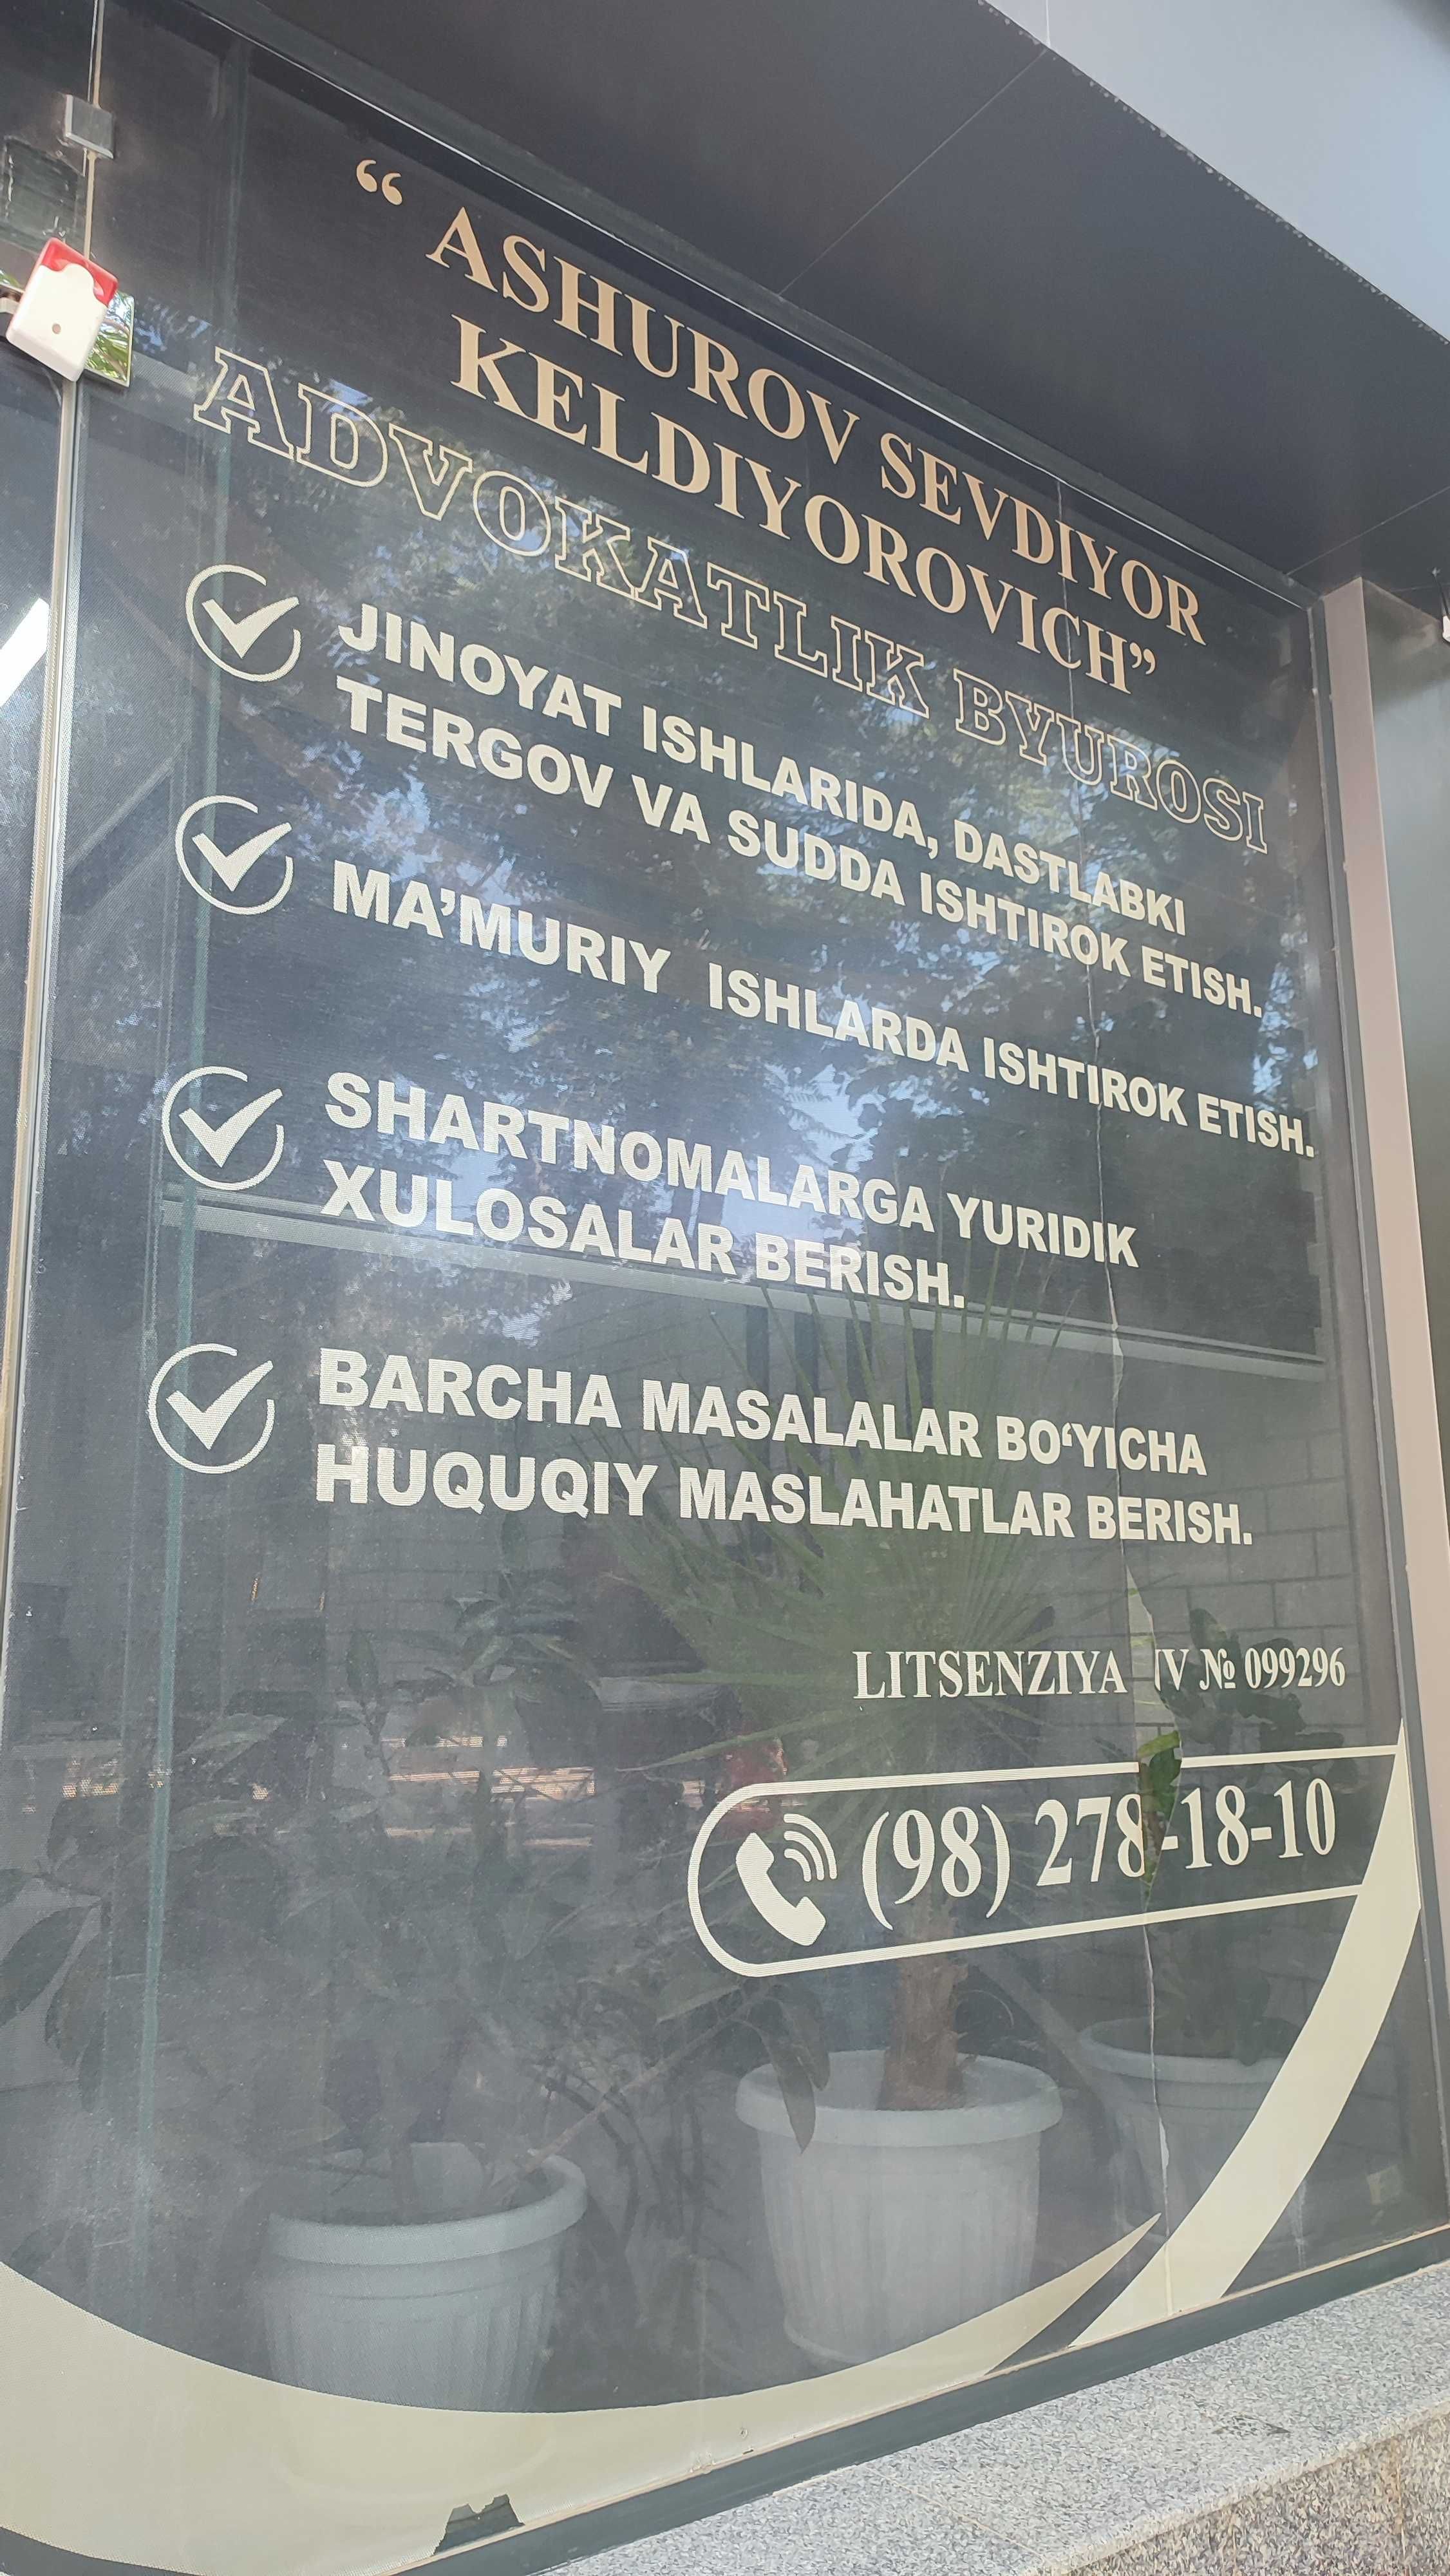 “ ASHUROV SEVDIYOR
KELDIYOROVICH”
ADVOKATLIK BYUROSI
JINOYAT ISHLARIDA, DASTLABKI
TERGOV VA SUDDA ISHTIROK ETISH.
MA’MURIY ISHLARDA ISHTIROK ETISH.
SHARTNOMALARGA YURIDIK
XULOSALAR BERISH.
BARCHA MASALALAR BO‘YICHA
HUQUQIY MASLAHATLAR BERISH.
LITSENZIYA IV № 099296
(98) 278-18-10